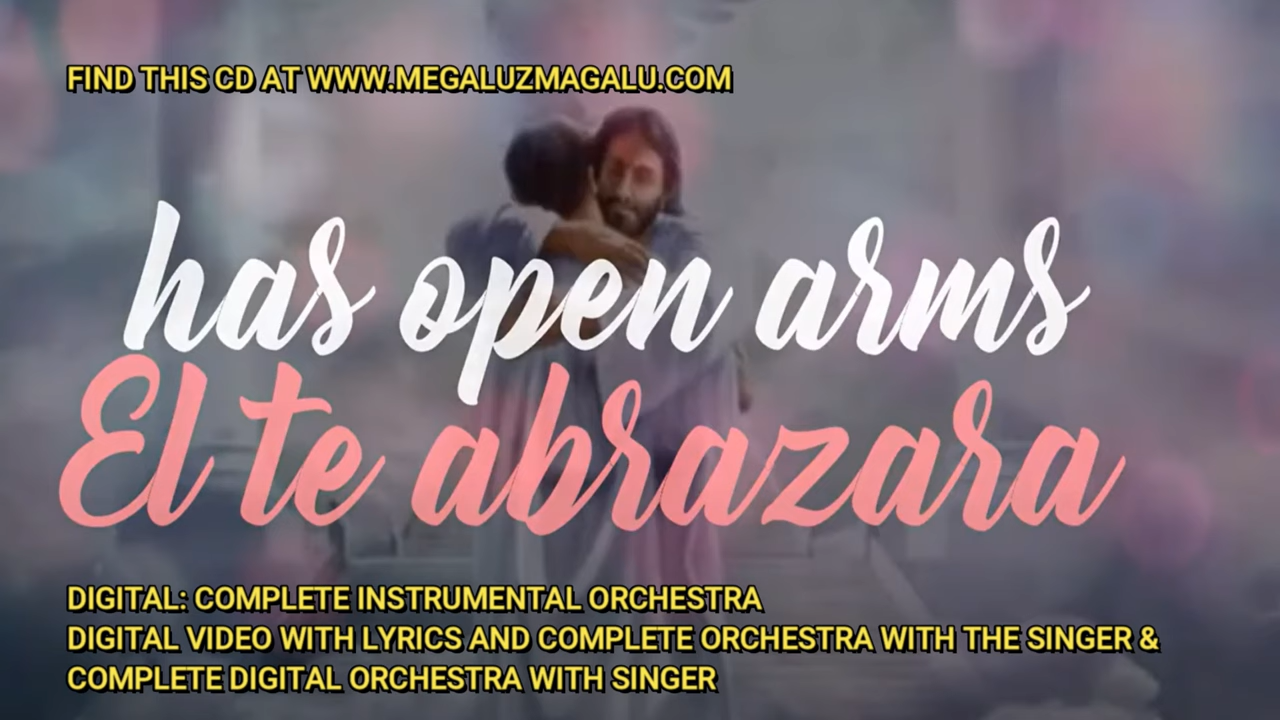 FIND THIS CD AT WWW.MEGALUZMAGALU.COM
has open arms
El te abrazara
DIGITAL: COMPLETE INSTRUMENTAL ORCHESTRA
DIGITAL VIDEO WITH LYRICS AND COMPLETE ORCHESTRA WITH THE SINGER &
COMPLETE DIGITAL ORCHESTRA WITH SINGER